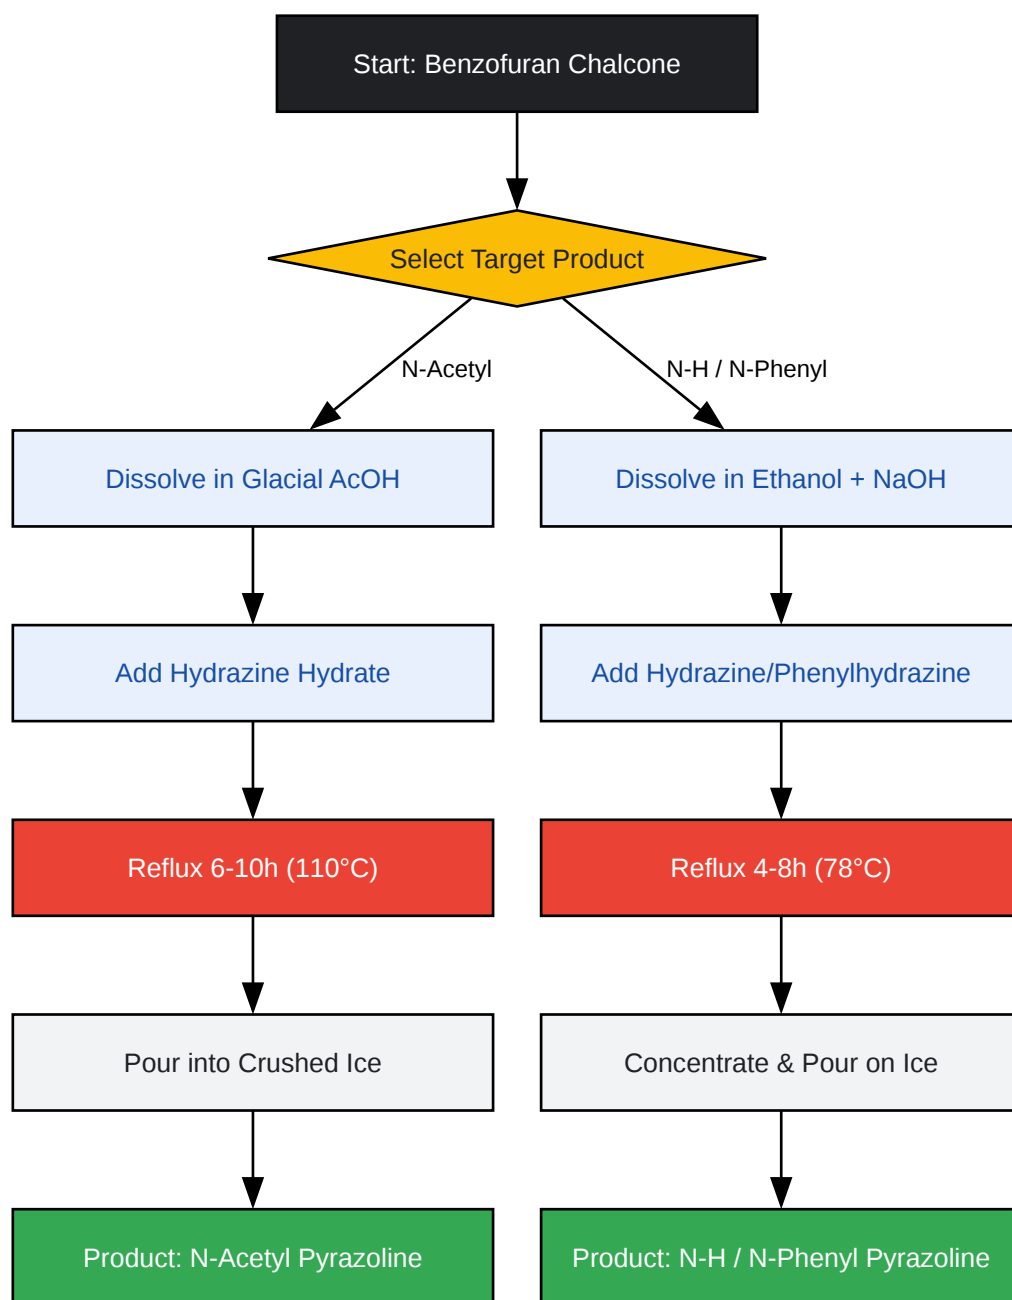 Start: Benzofuran Chalcone
Select Target Product
N-Acetyl
N-H / N-Phenyl
Dissolve in Glacial AcOH
Dissolve in Ethanol + NaOH
Add Hydrazine Hydrate
Add Hydrazine/Phenylhydrazine
Reflux 6-10h (110°C)
Reflux 4-8h (78°C)
Pour into Crushed Ice
Concentrate & Pour on Ice
Product: N-Acetyl Pyrazoline
Product: N-H / N-Phenyl Pyrazoline